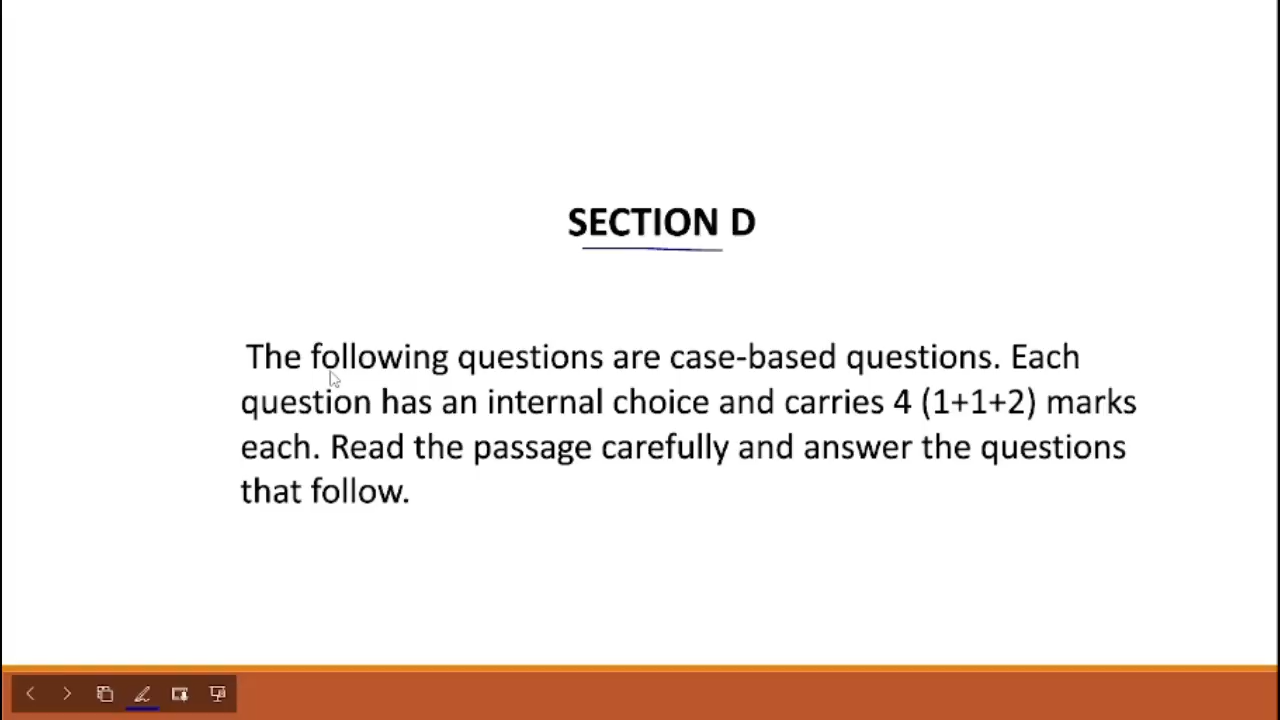 SECTION D
The following questions are case-based questions. Each
question has an internal choice and carries 4 (1+1+2) marks
each. Read the passage carefully and answer the questions
that follow.